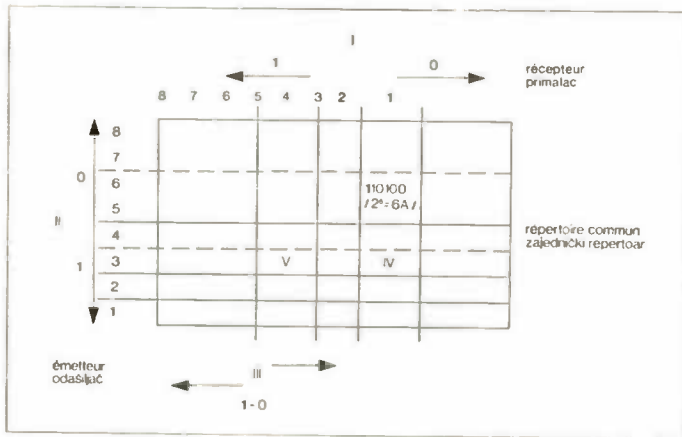 I
1 0
récepteur
primalac
8 7 6 5 4 3 2 1
8
7
0
6
110100
/2⁶=6A/
5
II
répertoire commun
zajednički repertoar
4
1
3 V IV
2
1
émetteur
odašiljač
III
1-0